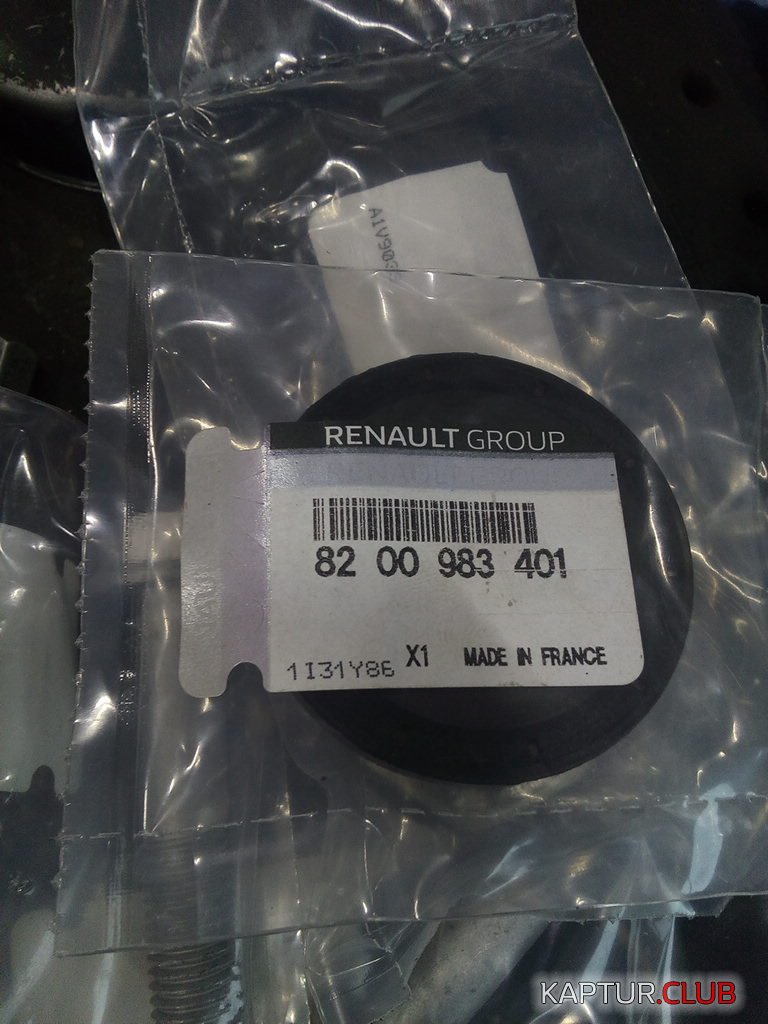 RENAULT GROUP
82 00 983 401
1I31Y86 X1 MADE IN FRANCE
KAPTUR.CLUB